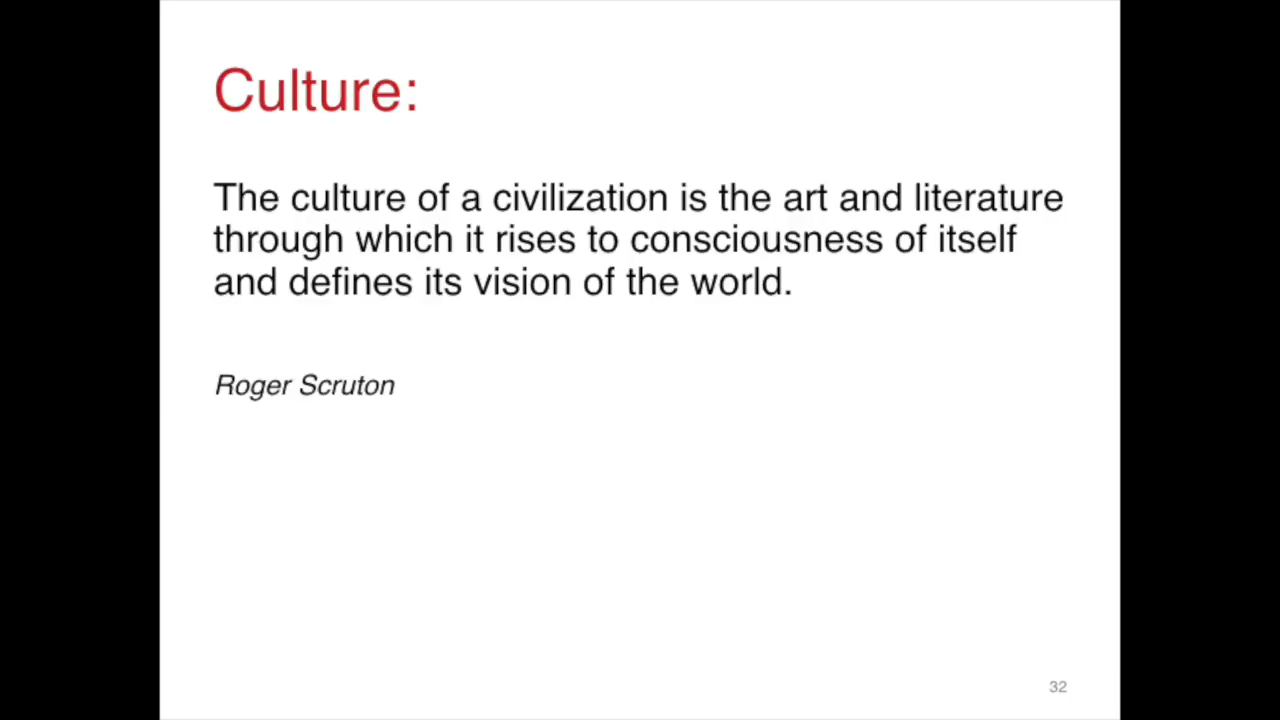 Culture:
The culture of a civilization is the art and literature
through which it rises to consciousness of itself
and defines its vision of the world.
Roger Scruton
32